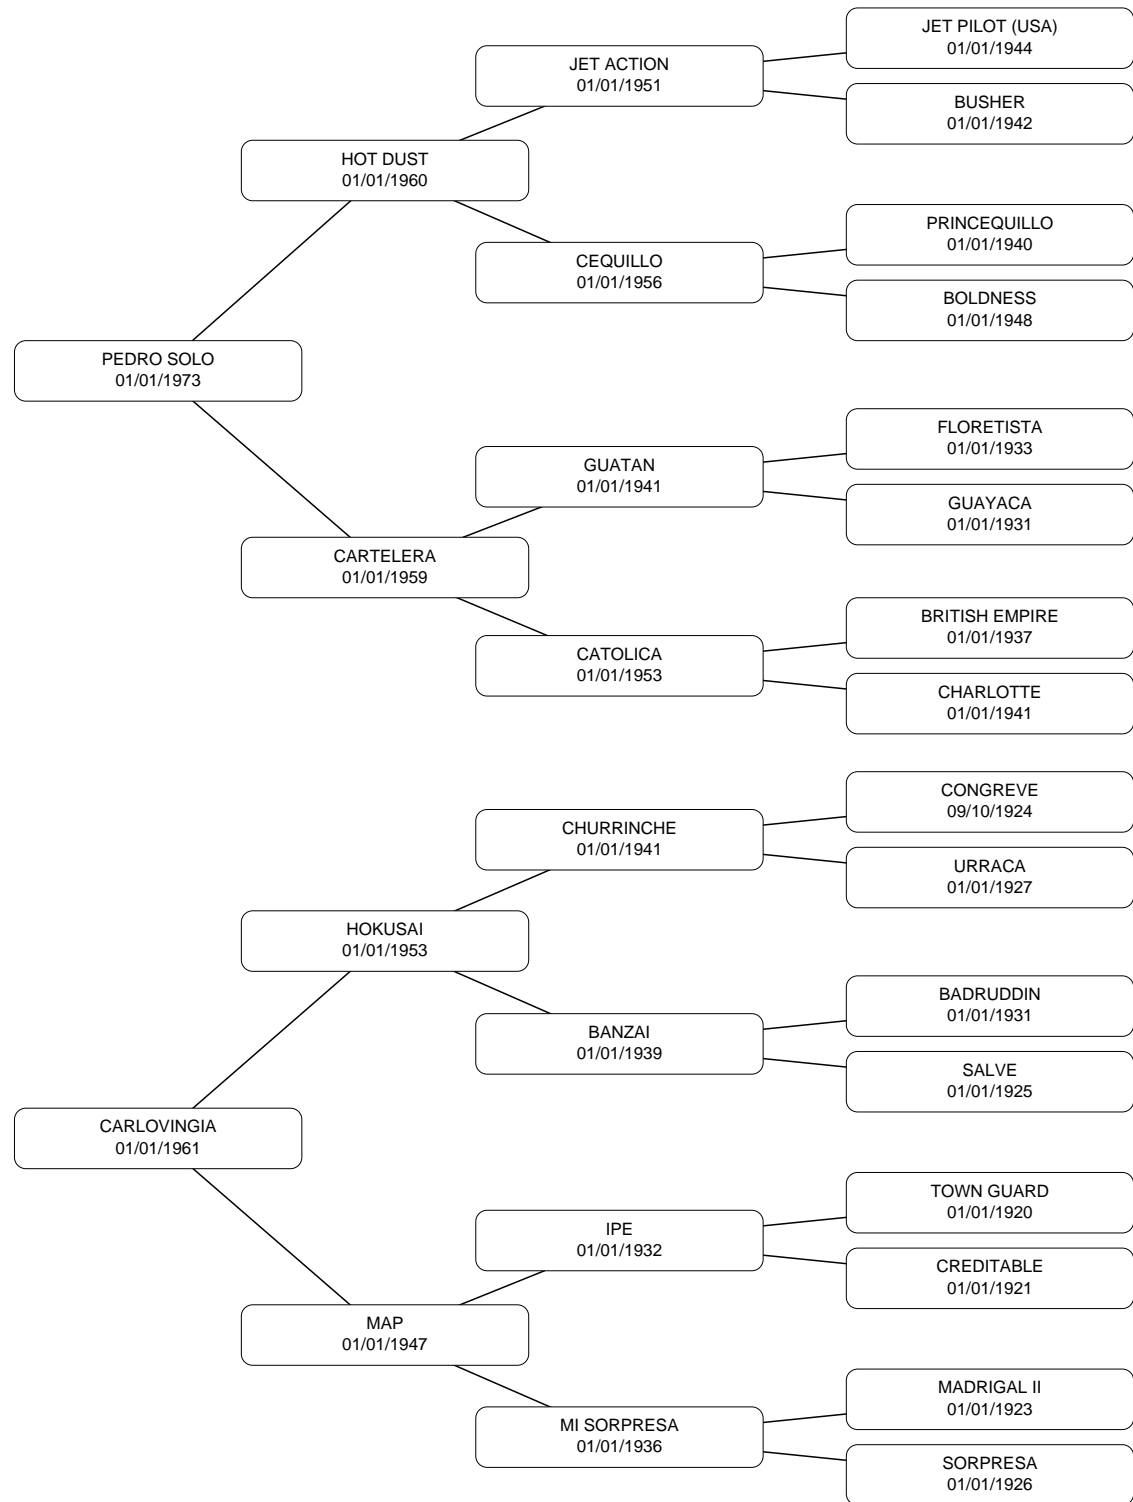 JET PILOT (USA)
01/01/1944
JET ACTION
01/01/1951
BUSHER
01/01/1942
HOT DUST
01/01/1960
PRINCEQUILLO
01/01/1940
CEQUILLO
01/01/1956
BOLDNESS
01/01/1948
PEDRO SOLO
01/01/1973
FLORETISTA
01/01/1933
GUATAN
01/01/1941
GUAYACA
01/01/1931
CARTELERA
01/01/1959
BRITISH EMPIRE
01/01/1937
CATOLICA
01/01/1953
CHARLOTTE
01/01/1941
CONGREVE
09/10/1924
CHURRINCHE
01/01/1941
URRACA
01/01/1927
HOKUSAI
01/01/1953
BADRUDDIN
01/01/1931
BANZAI
01/01/1939
SALVE
01/01/1925
CARLOVINGIA
01/01/1961
TOWN GUARD
01/01/1920
IPE
01/01/1932
CREDITABLE
01/01/1921
MAP
01/01/1947
MADRIGAL II
01/01/1923
MI SORPRESA
01/01/1936
SORPRESA
01/01/1926